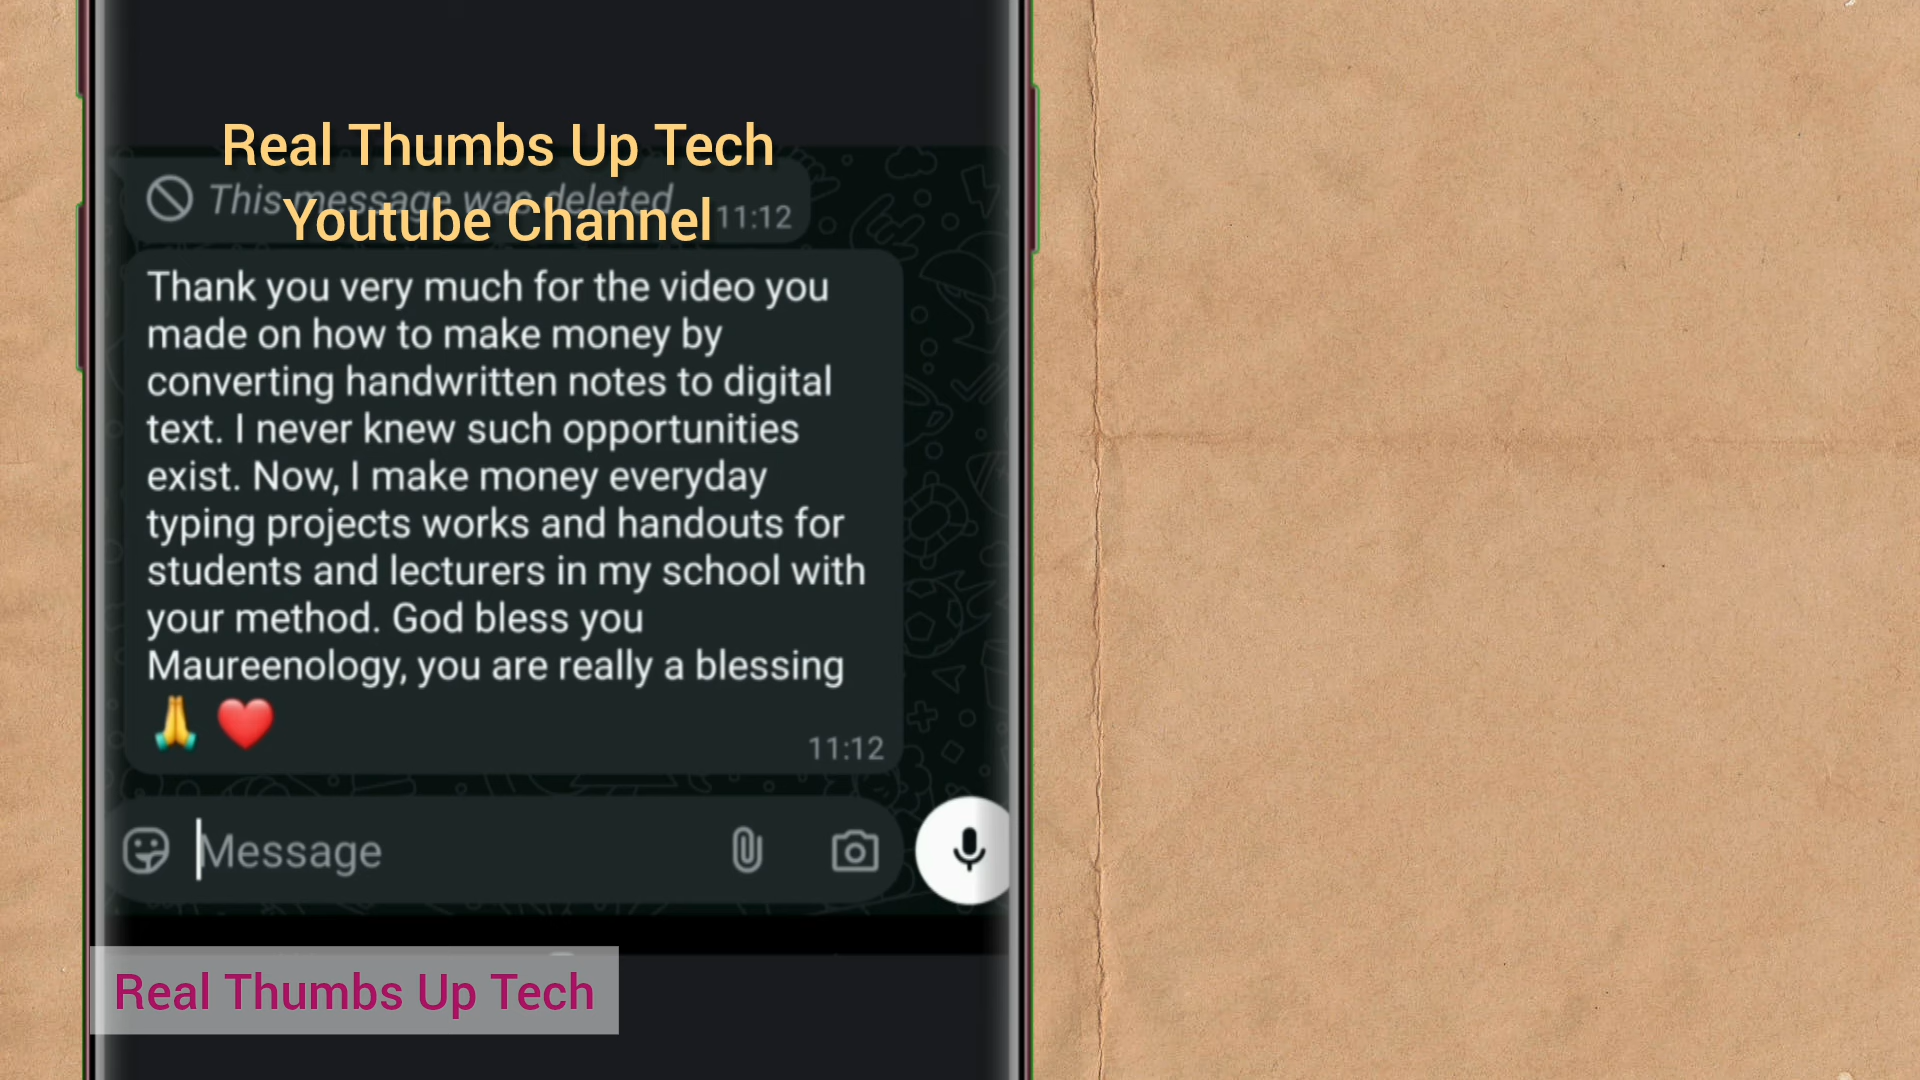 Real Thumbs Up Tech
This message was deleted
Youtube Channel
11:12
Thank you very much for the video you
made on how to make money by
converting handwritten notes to digital
text. I never knew such opportunities
exist. Now, I make money everyday
typing projects works and handouts for
students and lecturers in my school with
your method. God bless you
Maureenology, you are really a blessing
🙏 ❤️
11:12
Message
Real Thumbs Up Tech